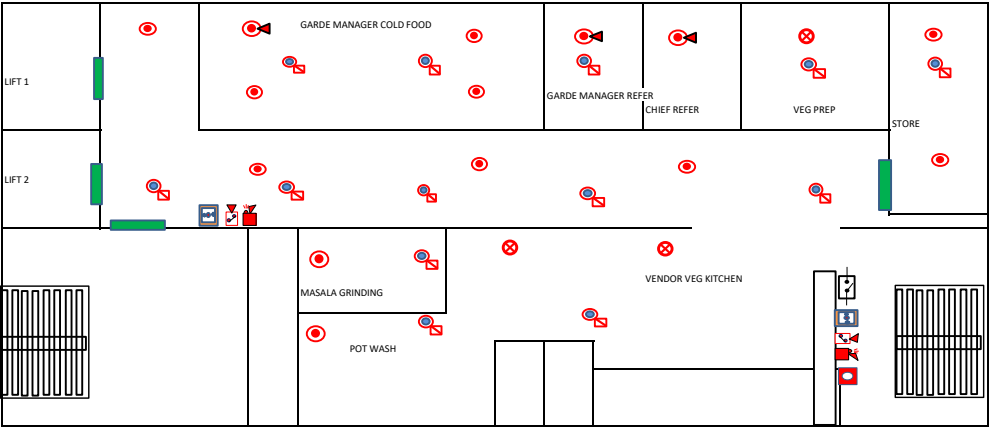 GARDE MANAGER COLD FOOD
LIFT 1
GARDE MANAGER REFER
CHIEF REFER
VEG PREP
STORE
LIFT 2
VENDOR VEG KITCHEN
MASALA GRINDING
POT WASH